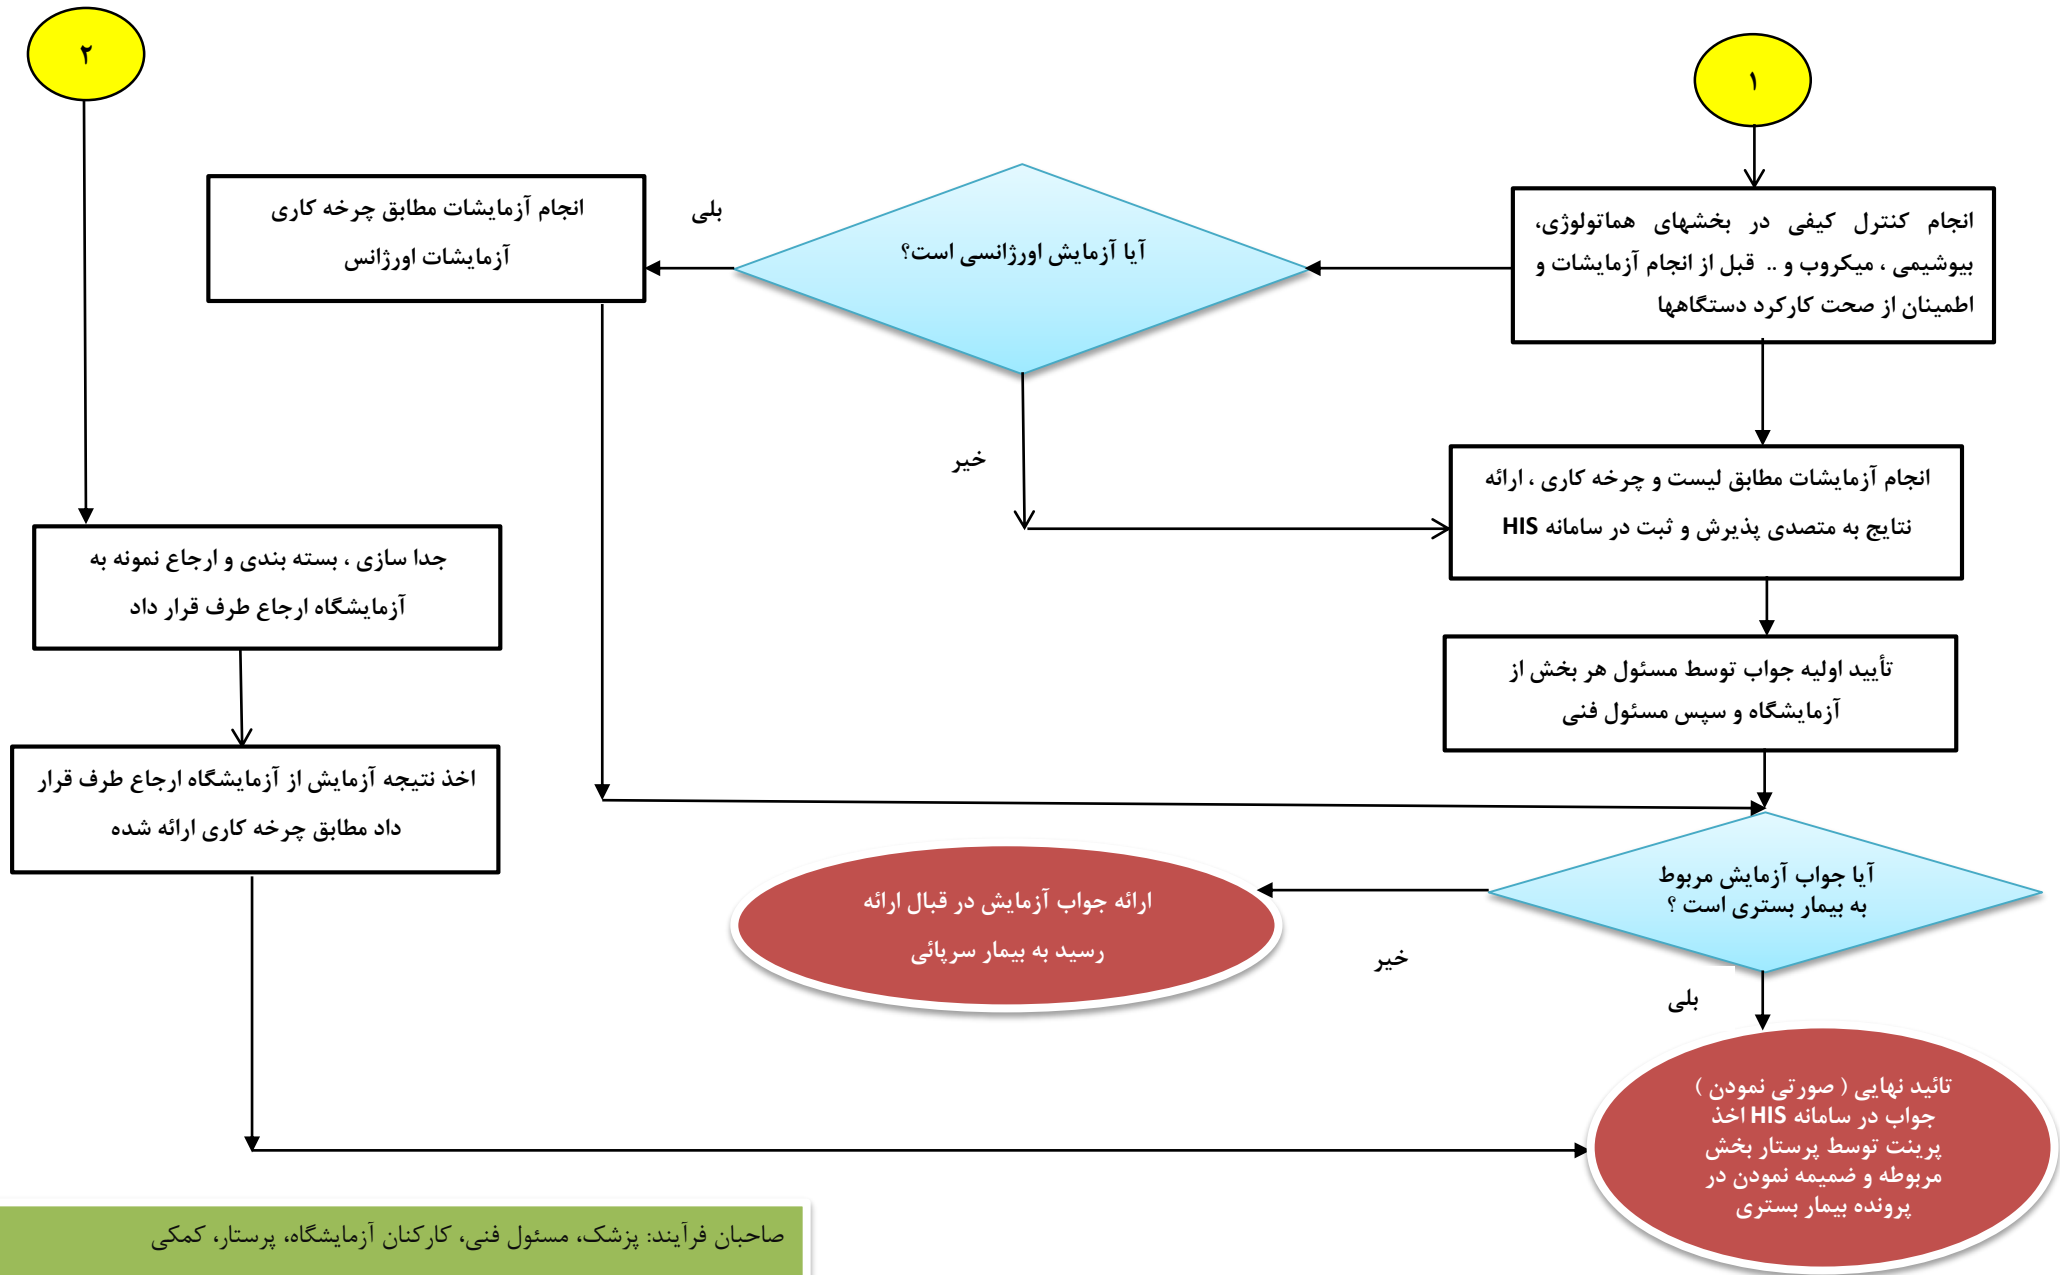 ۱
۲
انجام کنترل کیفی در بخشهای هماتولوژی،
بیوشیمی ، میکروب و .. قبل از انجام آزمایشات و
اطمینان از صحت کارکرد دستگاهها
آیا آزمایش اورژانسی است؟
بلی
انجام آزمایشات مطابق چرخه کاری
آزمایشات اورژانس
خیر
انجام آزمایشات مطابق لیست و چرخه کاری ، ارائه
نتایج به متصدی پذیرش و ثبت در سامانه HIS
جدا سازی ، بسته بندی و ارجاع نمونه به
آزمایشگاه ارجاع طرف قرار داد
تأیید اولیه جواب توسط مسئول هر بخش از
آزمایشگاه و سپس مسئول فنی
اخذ نتیجه آزمایش از آزمایشگاه ارجاع طرف قرار
داد مطابق چرخه کاری ارائه شده
آیا جواب آزمایش مربوط
به بیمار بستری است ؟
خیر
ارائه جواب آزمایش در قبال ارائه
رسید به بیمار سرپائی
بلی
تائید نهایی ( صورتی نمودن )
جواب در سامانه HIS اخذ
پرینت توسط پرستار بخش
مربوطه و ضمیمه نمودن در
پرونده بیمار بستری
صاحبان فرآیند: پزشک، مسئول فنی، کارکنان آزمایشگاه، پرستار، کمکی